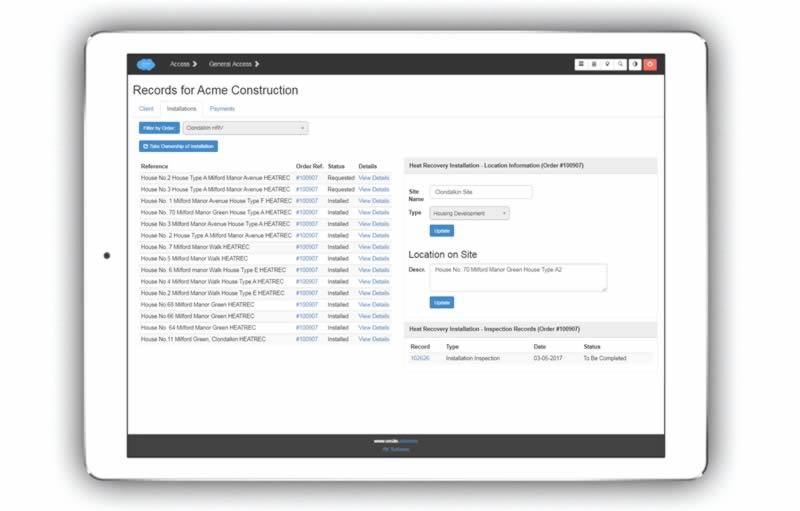 Access
General Access
Records for Acme Construction
Client Installations Payments
Filter by Order: Clondalkin HRV
Take Ownership of Installation
Reference Order Ref. Status Details
House No.2 House Type A Milford Manor Avenue HEATREC #100907 Requested View Details
House No.3 House Type A Milford Manor Avenue HEATREC #100907 Requested View Details
House No. 1 Milford Manor Avenue House Type F HEATREC #100907 Installed View Details
House No. 70 Milford Manor Green House Type A HEATREC #100907 Installed View Details
House No 3 Milford Manor Avenue House Type A HEATREC #100907 Installed View Details
House No. 2 House Type A Milford Manor Avenue HEATREC #100907 Installed View Details
House No. 7 Milford Manor Walk HEATREC #100907 Installed View Details
House No 5 Milford Manor Walk HEATREC #100907 Installed View Details
House No. 6 Milford manor Walk House Type E HEATREC #100907 Installed View Details
House No 4 Milford Manor Walk House Type A HEATREC #100907 Installed View Details
House No.2 Milford Manor Walk House Type E HEATREC #100907 Installed View Details
House No 65 Milford Manor Green HEATREC #100907 Installed View Details
House No 66 Milford Manor Green HEATREC #100907 Installed View Details
House No 64 Milford Manor Green HEATREC #100907 Installed View Details
House No.11 Milford Green, Clondalkin HEATREC #100907 Installed View Details
Heat Recovery Installation - Location Information (Order #100907)
Site Name Clondalkin Site
Type Housing Development
Update
Location on Site
Descr. House No. 70 Milford Manor Green House Type A2
Update
Heat Recovery Installation - Inspection Records (Order #100907)
Record Type Date Status
102626 Installation Inspection 03-05-2017 To Be Completed